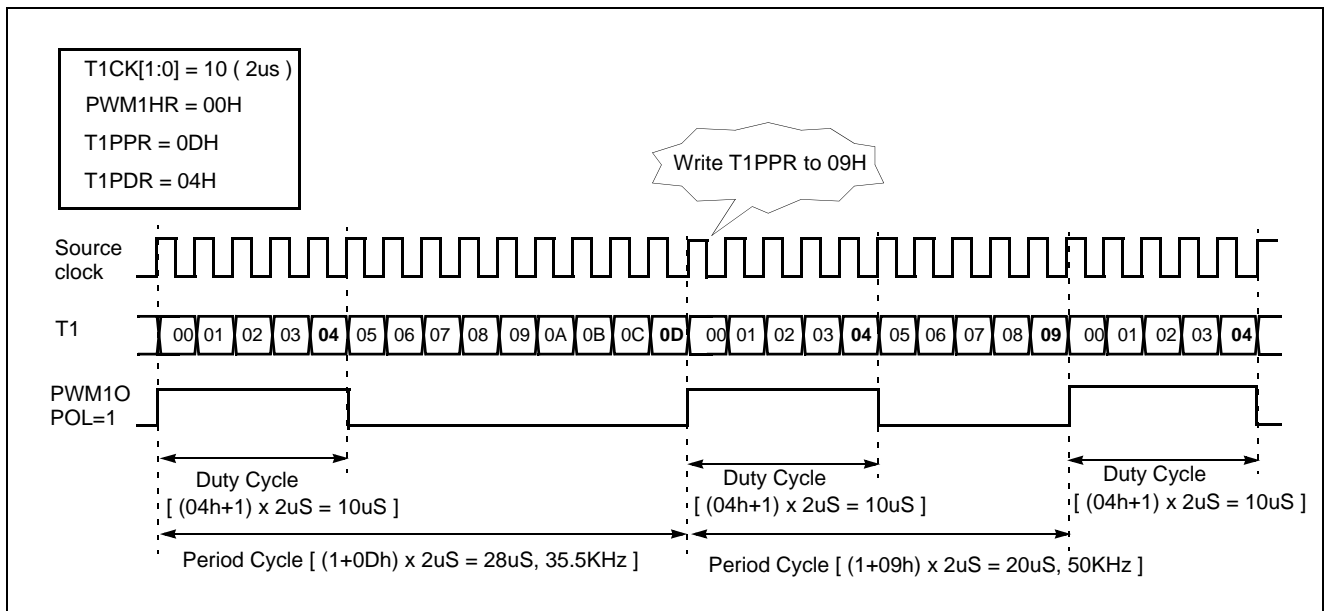 T1CK[1:0] = 10 ( 2us )
PWM1HR = 00H
T1PPR = 0DH
T1PDR = 04H
Write T1PPR to 09H
Source
clock
T1 00 01 02 03 04 05 06 07 08 09 0A 0B 0C 0D 00 01 02 03 04 05 06 07 08 09 00 01 02 03 04
PWM1O
POL=1
Duty Cycle Duty Cycle Duty Cycle
[ (04h+1) x 2uS = 10uS ] [ (04h+1) x 2uS = 10uS ] [ (04h+1) x 2uS = 10uS ]
Period Cycle [ (1+0Dh) x 2uS = 28uS, 35.5KHz ] Period Cycle [ (1+09h) x 2uS = 20uS, 50KHz ]